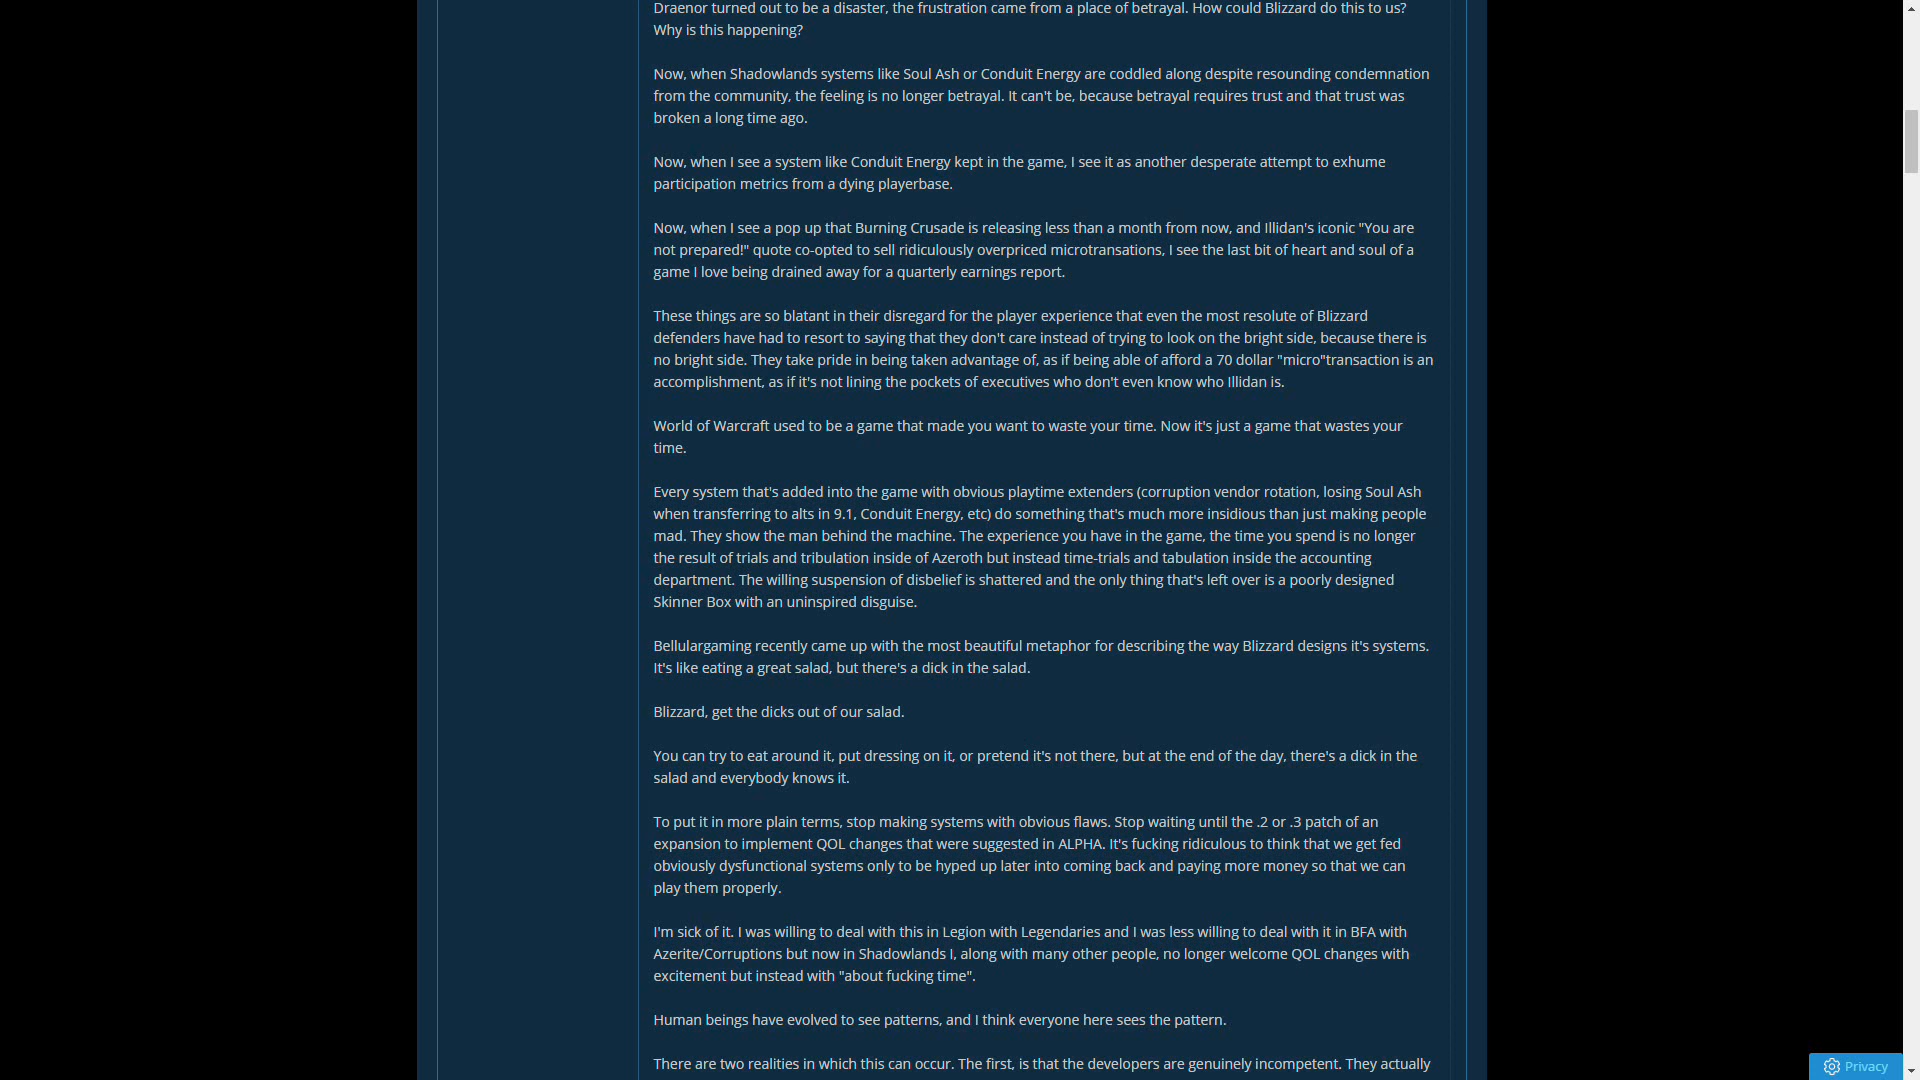 Draenor turned out to be a disaster, the frustration came from a place of betrayal. How could Blizzard do this to us?
Why is this happening?
Now, when Shadowlands systems like Soul Ash or Conduit Energy are coddled along despite resounding condemnation
from the community, the feeling is no longer betrayal. It can't be, because betrayal requires trust and that trust was
broken a long time ago.
Now, when I see a system like Conduit Energy kept in the game, I see it as another desperate attempt to exhume
participation metrics from a dying playerbase.
Now, when I see a pop up that Burning Crusade is releasing less than a month from now, and Illidan's iconic "You are
not prepared!" quote co-opted to sell ridiculously overpriced microtransations, I see the last bit of heart and soul of a
game I love being drained away for a quarterly earnings report.
These things are so blatant in their disregard for the player experience that even the most resolute of Blizzard
defenders have had to resort to saying that they don't care instead of trying to look on the bright side, because there is
no bright side. They take pride in being taken advantage of, as if being able of afford a 70 dollar "micro"transaction is an
accomplishment, as if it's not lining the pockets of executives who don't even know who Illidan is.
World of Warcraft used to be a game that made you want to waste your time. Now it's just a game that wastes your
time.
Every system that's added into the game with obvious playtime extenders (corruption vendor rotation, losing Soul Ash
when transferring to alts in 9.1, Conduit Energy, etc) do something that's much more insidious than just making people
mad. They show the man behind the machine. The experience you have in the game, the time you spend is no longer
the result of trials and tribulation inside of Azeroth but instead time-trials and tabulation inside the accounting
department. The willing suspension of disbelief is shattered and the only thing that's left over is a poorly designed
Skinner Box with an uninspired disguise.
Bellulargaming recently came up with the most beautiful metaphor for describing the way Blizzard designs it's systems.
It's like eating a great salad, but there's a dick in the salad.
Blizzard, get the dicks out of our salad.
You can try to eat around it, put dressing on it, or pretend it's not there, but at the end of the day, there's a dick in the
salad and everybody knows it.
To put it in more plain terms, stop making systems with obvious flaws. Stop waiting until the .2 or .3 patch of an
expansion to implement QOL changes that were suggested in ALPHA. It's fucking ridiculous to think that we get fed
obviously dysfunctional systems only to be hyped up later into coming back and paying more money so that we can
play them properly.
I'm sick of it. I was willing to deal with this in Legion with Legendaries and I was less willing to deal with it in BFA with
Azerite/Corruptions but now in Shadowlands I, along with many other people, no longer welcome QOL changes with
excitement but instead with "about fucking time".
Human beings have evolved to see patterns, and I think everyone here sees the pattern.
There are two realities in which this can occur. The first, is that the developers are genuinely incompetent. They actually
Privacy